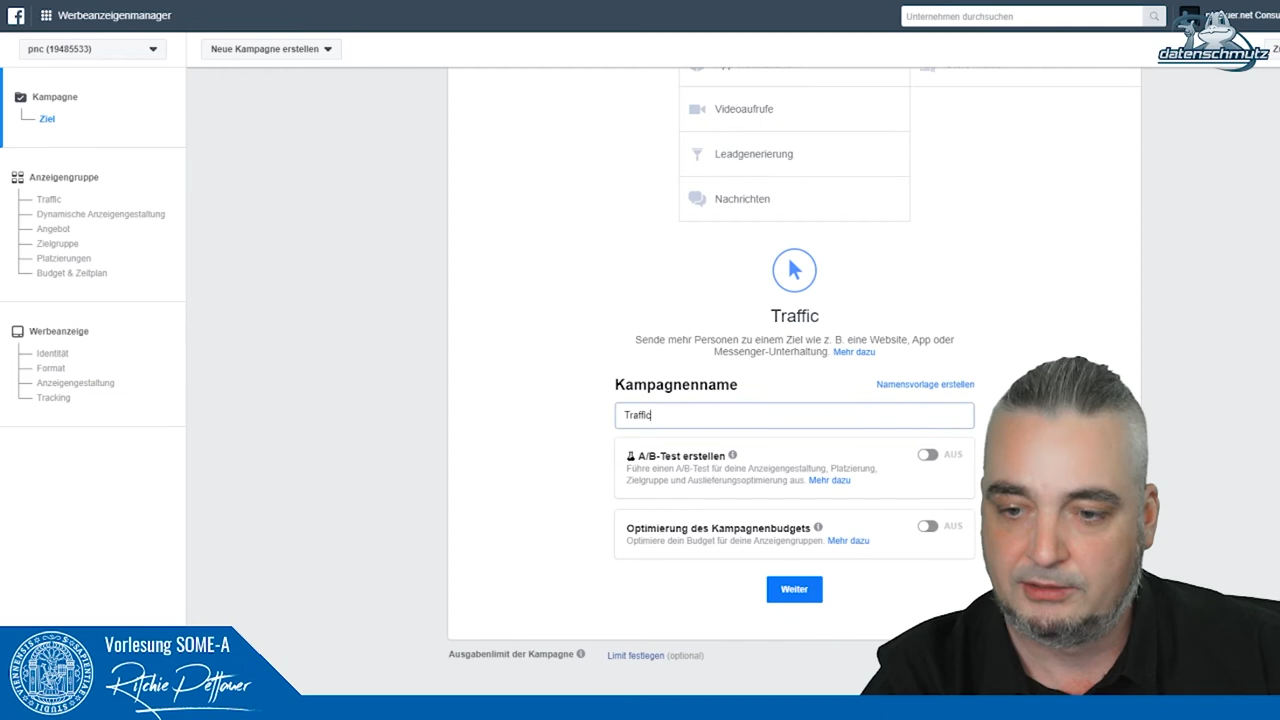 Werbeanzeigenmanager
Unternehmen durchsuchen
datenschmutz
pnc (19485533)
Neue Kampagne erstellen
Kampagne
Ziel
Anzeigengruppe
Traffic
Dynamische Anzeigengestaltung
Angebot
Zielgruppe
Platzierungen
Budget & Zeitplan
Werbeanzeige
Identität
Format
Anzeigengestaltung
Tracking
Videoaufrufe
Leadgenerierung
Nachrichten
Traffic
Sende mehr Personen zu einem Ziel wie z. B. eine Website, App oder
Messenger-Unterhaltung. Mehr dazu
Kampagnenname
Namensvorlage erstellen
Traffic
A/B-Test erstellen
AUS
Führe einen A/B-Test für deine Anzeigengestaltung, Platzierung,
Zielgruppe und Auslieferungsoptimierung aus. Mehr dazu
Optimierung des Kampagnenbudgets
AUS
Optimiere dein Budget für deine Anzeigengruppen. Mehr dazu
Weiter
Ausgabenlimit der Kampagne
Limit festlegen (optional)
Vorlesung SOME-A
Ritchie Pettauer